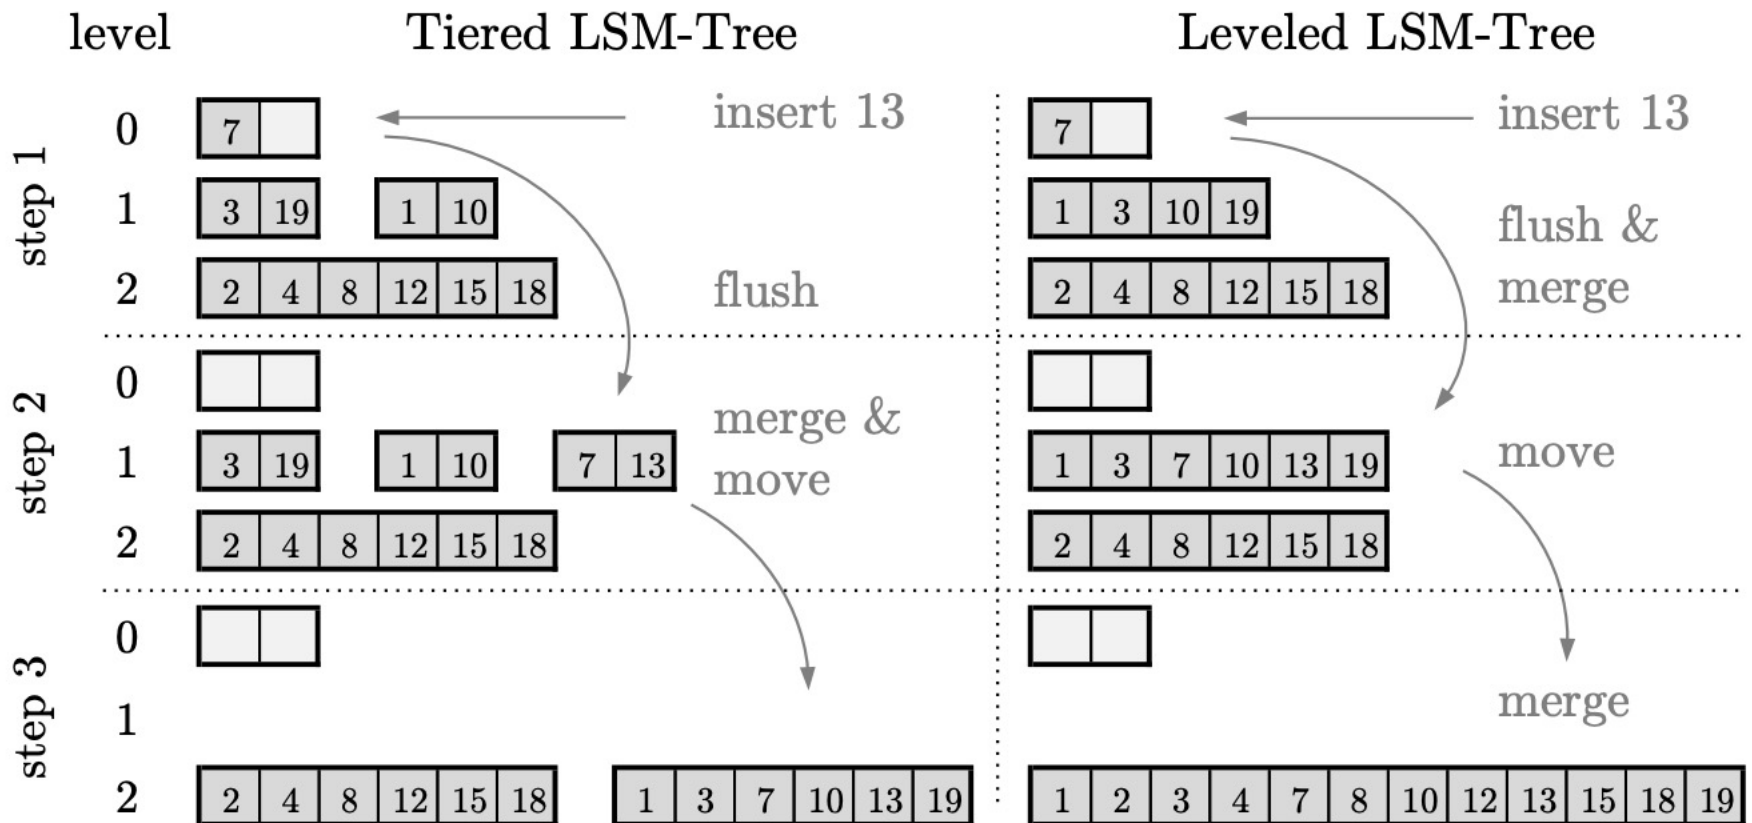 level Tiered LSM-Tree Leveled LSM-Tree
step 1
0 7 insert 13 7 insert 13
1 3 19 1 10 1 3 10 19 flush &
2 2 4 8 12 15 18 flush 2 4 8 12 15 18 merge
step 2
0
merge &
1 3 19 1 10 7 13 move 1 3 7 10 13 19 move
2 2 4 8 12 15 18 2 4 8 12 15 18
step 3
0
1 merge
2 2 4 8 12 15 18 1 3 7 10 13 19 1 2 3 4 7 8 10 12 13 15 18 19